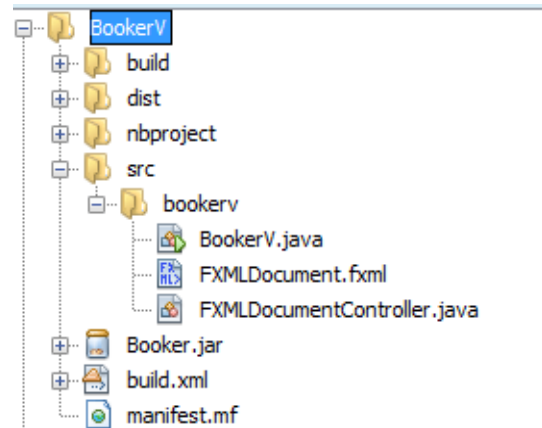 BookerV
build
dist
nbproject
src
bookerv
BookerV.java
FXMLDocument.fxml
FXMLDocumentController.java
Booker.jar
build.xml
manifest.mf